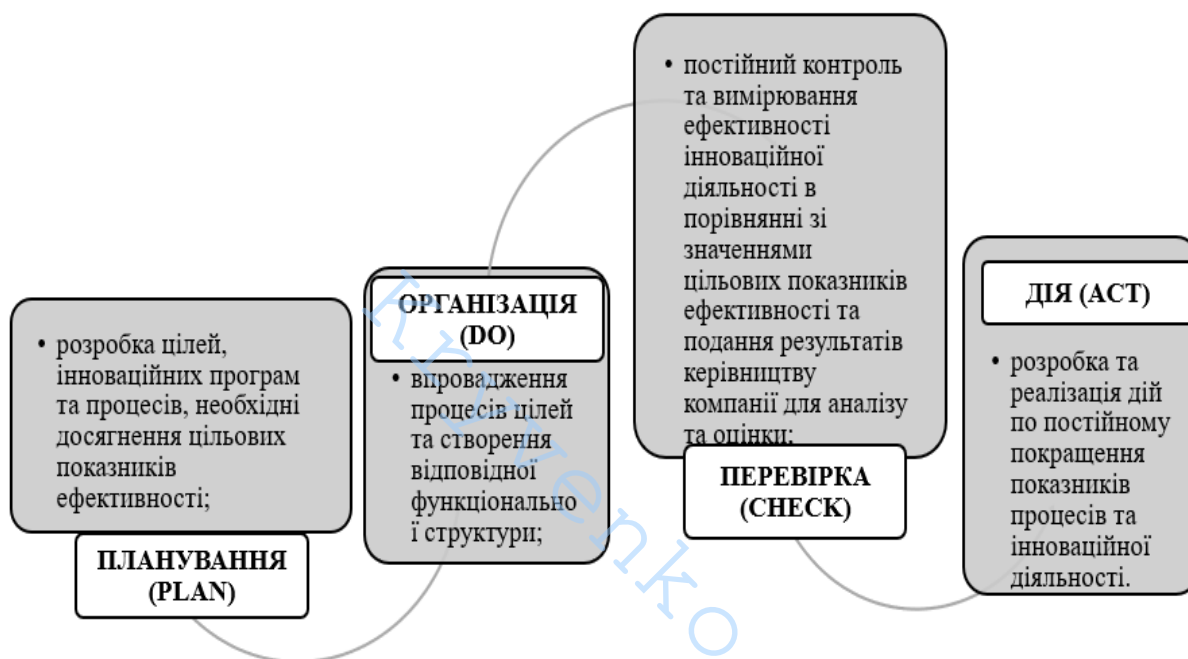 • розробка цілей,
інноваційних програм
та процесів, необхідні
досягнення цільових
показників
ефективності;
ПЛАНУВАННЯ
(PLAN)
ОРГАНІЗАЦІЯ
(DO)
• впровадження
процесів цілей
та створення
відповідної
функціонально
ї структури;
• постійний контроль
та вимірювання
ефективності
інноваційної
діяльності в
порівнянні зі
значеннями
цільових показників
ефективності та
подання результатів
керівництву
компанії для аналізу
та оцінки;
ПЕРЕВІРКА
(CHECK)
ДІЯ (ACT)
• розробка та
реалізація дій
по постійному
покращення
показників
процесів та
інноваційної
діяльності.
Kryvenko